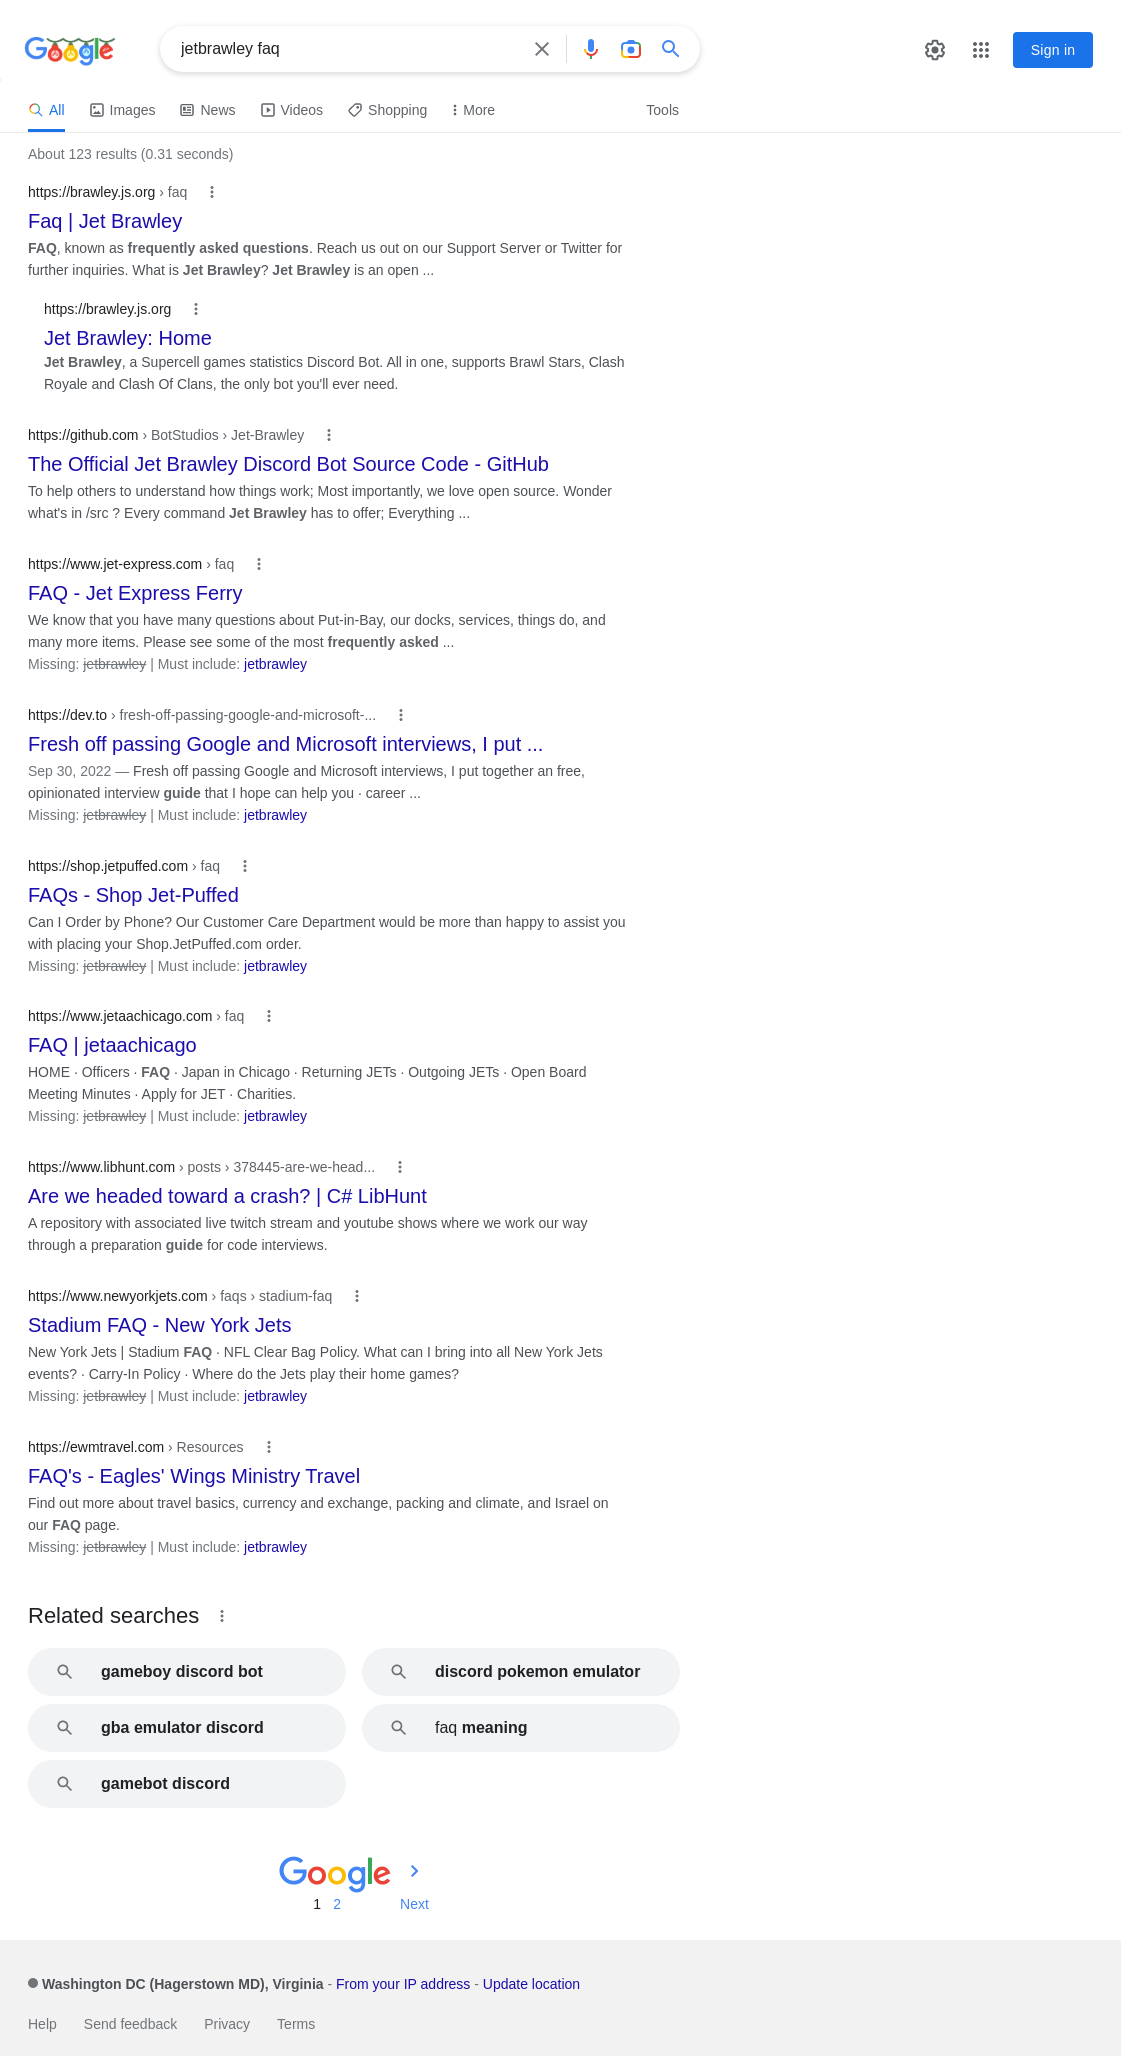 Google
jetbrawley faq
Sign in
All Images News Videos Shopping More Tools
About 123 results (0.31 seconds)
https://brawley.js.org › faq
Faq | Jet Brawley
FAQ, known as frequently asked questions. Reach us out on our Support Server or Twitter for
further inquiries. What is Jet Brawley? Jet Brawley is an open ...
https://brawley.js.org
Jet Brawley: Home
Jet Brawley, a Supercell games statistics Discord Bot. All in one, supports Brawl Stars, Clash
Royale and Clash Of Clans, the only bot you'll ever need.
https://github.com › BotStudios › Jet-Brawley
The Official Jet Brawley Discord Bot Source Code - GitHub
To help others to understand how things work; Most importantly, we love open source. Wonder
what's in /src ? Every command Jet Brawley has to offer; Everything ...
https://www.jet-express.com › faq
FAQ - Jet Express Ferry
We know that you have many questions about Put-in-Bay, our docks, services, things do, and
many more items. Please see some of the most frequently asked ...
Missing: jetbrawley | Must include: jetbrawley
https://dev.to › fresh-off-passing-google-and-microsoft-...
Fresh off passing Google and Microsoft interviews, I put ...
Sep 30, 2022 — Fresh off passing Google and Microsoft interviews, I put together an free,
opinionated interview guide that I hope can help you · career ...
Missing: jetbrawley | Must include: jetbrawley
https://shop.jetpuffed.com › faq
FAQs - Shop Jet-Puffed
Can I Order by Phone? Our Customer Care Department would be more than happy to assist you
with placing your Shop.JetPuffed.com order.
Missing: jetbrawley | Must include: jetbrawley
https://www.jetaachicago.com › faq
FAQ | jetaachicago
HOME · Officers · FAQ · Japan in Chicago · Returning JETs · Outgoing JETs · Open Board
Meeting Minutes · Apply for JET · Charities.
Missing: jetbrawley | Must include: jetbrawley
https://www.libhunt.com › posts › 378445-are-we-head...
Are we headed toward a crash? | C# LibHunt
A repository with associated live twitch stream and youtube shows where we work our way
through a preparation guide for code interviews.
https://www.newyorkjets.com › faqs › stadium-faq
Stadium FAQ - New York Jets
New York Jets | Stadium FAQ · NFL Clear Bag Policy. What can I bring into all New York Jets
events? · Carry-In Policy · Where do the Jets play their home games?
Missing: jetbrawley | Must include: jetbrawley
https://ewmtravel.com › Resources
FAQ's - Eagles' Wings Ministry Travel
Find out more about travel basics, currency and exchange, packing and climate, and Israel on
our FAQ page.
Missing: jetbrawley | Must include: jetbrawley
Related searches
gameboy discord bot
discord pokemon emulator
gba emulator discord
faq meaning
gamebot discord
Google
1 2 Next
Washington DC (Hagerstown MD), Virginia - From your IP address - Update location
Help Send feedback Privacy Terms